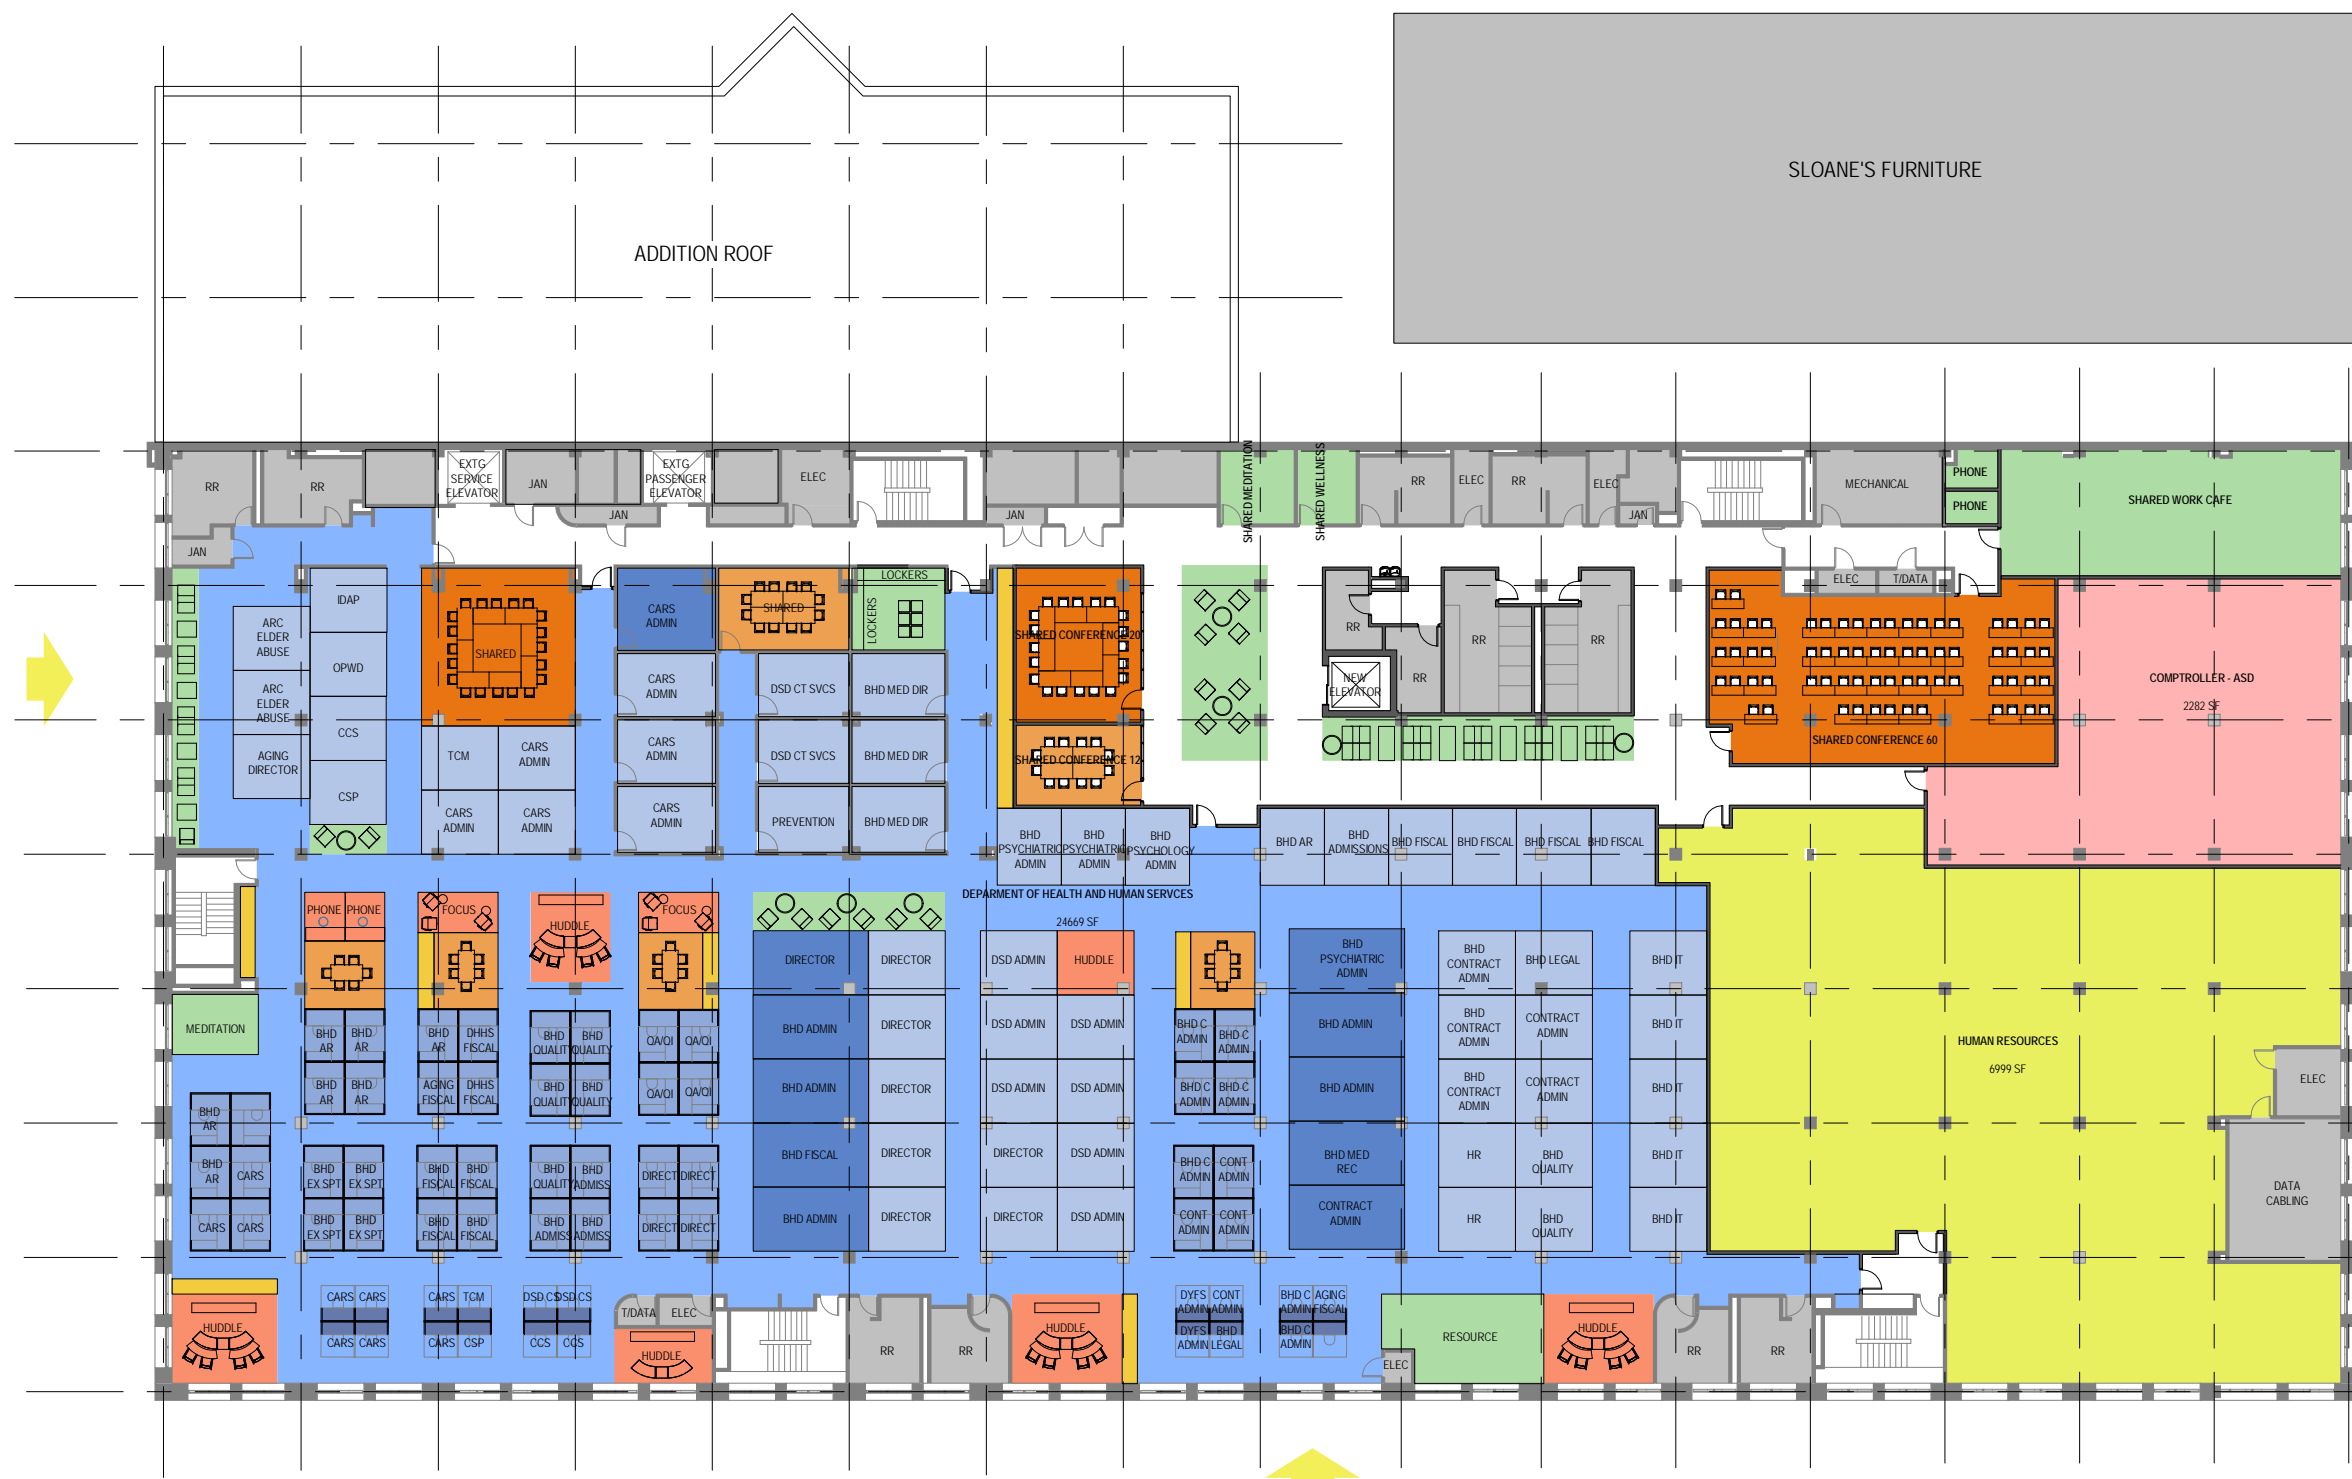 SLOANE'S FURNITURE
ADDITION ROOF
RR
RR
JAN
EXTG
SERVICE
ELEVATOR
JAN
JAN
EXTG
PASSENGER
ELEVATOR
ELEC
JAN
SHARED MEDITATION
SHARED WELLNESS
RR
ELEC
RR
ELEC
JAN
MECHANICAL
PHONE
PHONE
SHARED WORK CAFE
ELEC
T/DATA
IDAP
ARC
ELDER
ABUSE
OPWD
ARC
ELDER
ABUSE
CCS
AGING
DIRECTOR
CSP
SHARED
TCM
CARS
ADMIN
CARS
ADMIN
CARS
ADMIN
CARS
ADMIN
CARS
ADMIN
CARS
ADMIN
CARS
ADMIN
SHARED
LOCKERS
LOCKERS
DSD CT SVCS
BHD MED DIR
DSD CT SVCS
BHD MED DIR
PREVENTION
BHD MED DIR
SHARED CONFERENCE 20
SHARED CONFERENCE 12
RR
RR
NEW
ELEVATOR
RR
RR
SHARED CONFERENCE 60
COMPTROLLER - ASD
2282 SF
BHD
PSYCHIATRIC
ADMIN
BHD
PSYCHIATRIC
ADMIN
BHD
PSYCHOLOGY
ADMIN
BHD AR
BHD
ADMISSIONS
BHD FISCAL
BHD FISCAL
BHD FISCAL
BHD FISCAL
DEPARMENT OF HEALTH AND HUMAN SERVCES
24669 SF
PHONE
PHONE
FOCUS
HUDDLE
FOCUS
DIRECTOR
DIRECTOR
DSD ADMIN
HUDDLE
BHD
PSYCHIATRIC
ADMIN
BHD
CONTRACT
ADMIN
BHD LEGAL
BHD IT
MEDITATION
BHD
AR
BHD
AR
BHD
AR
DHHS
FISCAL
BHD
QUALITY
BHD
QUALITY
QA/QI
QA/QI
BHD ADMIN
DIRECTOR
DSD ADMIN
DSD ADMIN
BHD C
ADMIN
BHD C
ADMIN
BHD ADMIN
BHD
CONTRACT
ADMIN
CONTRACT
ADMIN
BHD IT
HUMAN RESOURCES
6999 SF
ELEC
BHD
AR
BHD
AR
AGING
FISCAL
DHHS
FISCAL
BHD
QUALITY
BHD
QUALITY
QA/QI
QA/QI
BHD ADMIN
DIRECTOR
DSD ADMIN
DSD ADMIN
BHD C
ADMIN
BHD C
ADMIN
BHD ADMIN
BHD
CONTRACT
ADMIN
CONTRACT
ADMIN
BHD IT
BHD
AR
BHD
AR
CARS
BHD
EX SPT
BHD
EX SPT
BHD
FISCAL
BHD
FISCAL
BHD
QUALITY
BHD
ADMISS
DIRECT
DIRECT
BHD FISCAL
DIRECTOR
DIRECTOR
DSD ADMIN
BHD C
ADMIN
CONT
ADMIN
BHD MED
REC
HR
BHD
QUALITY
BHD IT
DATA
CABLING
CARS
CARS
BHD
EX SPT
BHD
EX SPT
BHD
FISCAL
BHD
FISCAL
BHD
ADMISS
BHD
ADMISS
DIRECT
DIRECT
BHD ADMIN
DIRECTOR
DIRECTOR
DSD ADMIN
CONT
ADMIN
CONT
ADMIN
CONTRACT
ADMIN
HR
BHD
QUALITY
BHD IT
HUDDLE
CARS
CARS
CARS
CARS
CARS
TCM
CARS
CSP
DSD CS
DSD CS
CCS
CCS
T/DATA
ELEC
HUDDLE
RR
RR
HUDDLE
DYFS
ADMIN
CONT
ADMIN
DYFS
ADMIN
BHD
LEGAL
BHD C
ADMIN
AGING
FISCAL
BHD C
ADMIN
ELEC
RESOURCE
HUDDLE
RR
RR